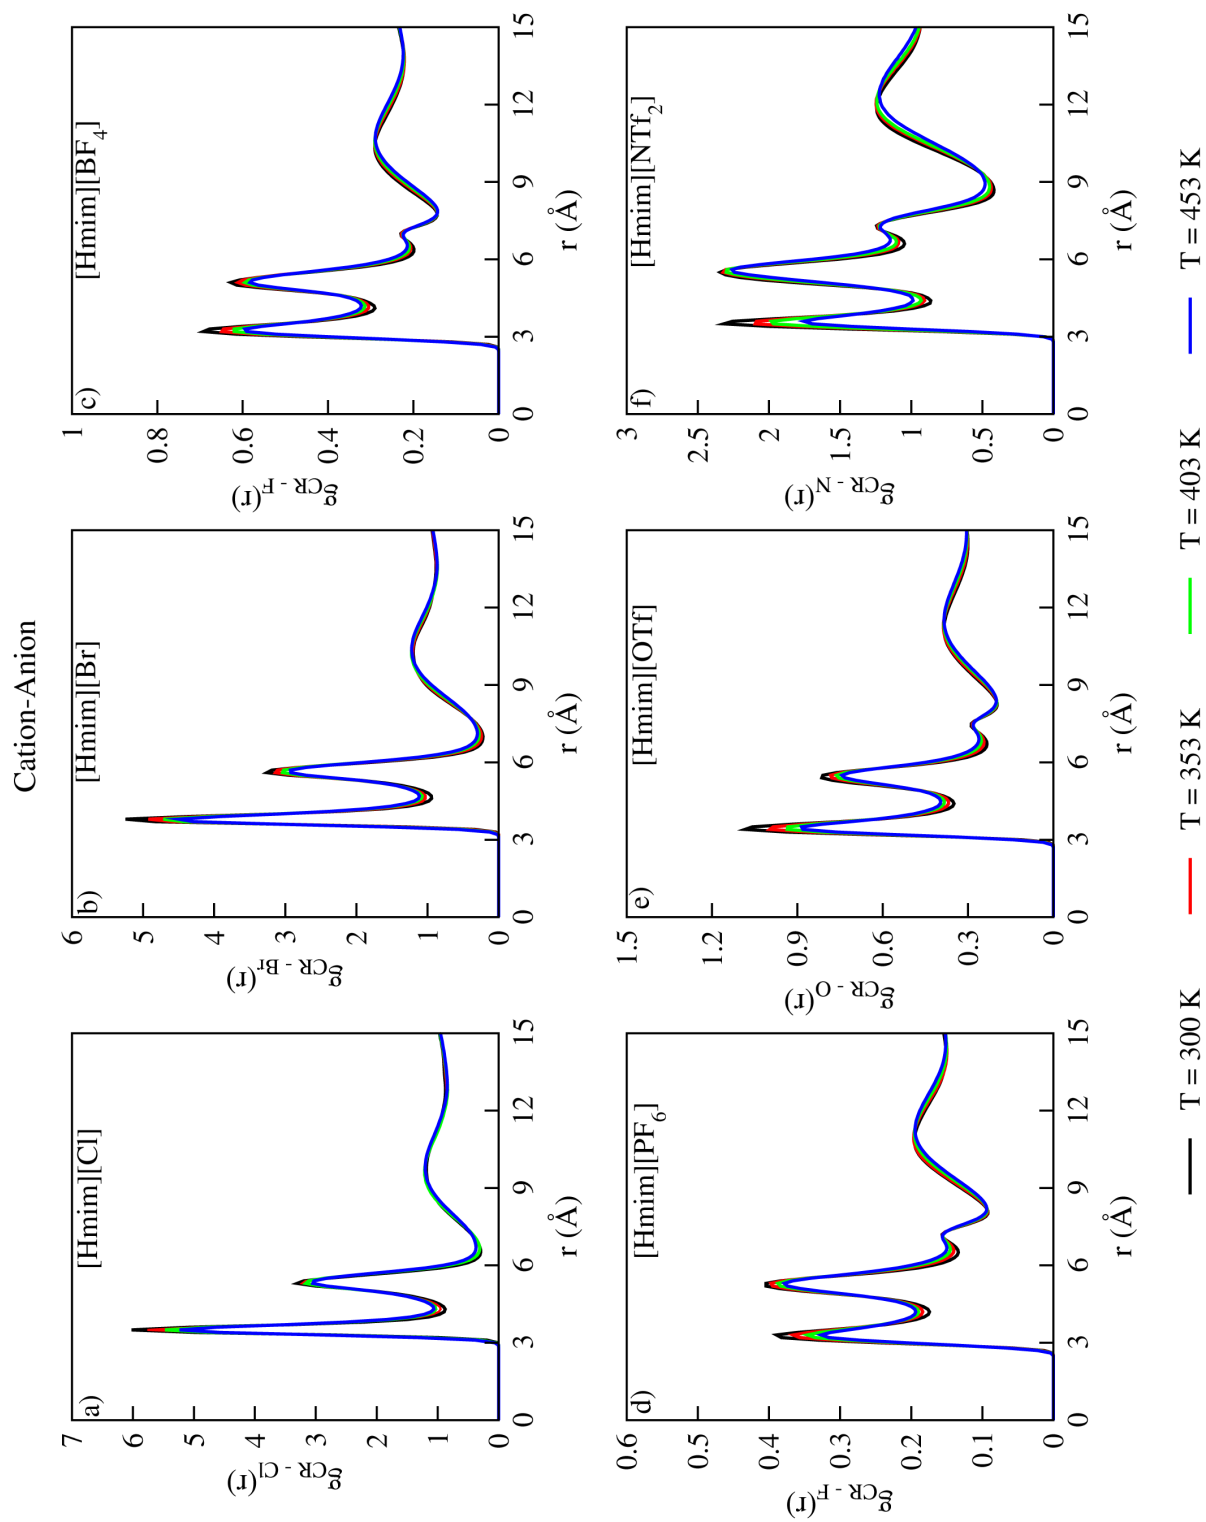 Cation-Anion
a)
[Hmim][Cl]
g_CR - Cl(r)
7
6
5
4
3
2
1
0
0 3 6 9 12 15
r (Å)
b)
[Hmim][Br]
g_CR - Br(r)
6
5
4
3
2
1
0
0 3 6 9 12 15
r (Å)
c)
[Hmim][BF4]
g_CR - F(r)
1
0.8
0.6
0.4
0.2
0
0 3 6 9 12 15
r (Å)
d)
[Hmim][PF6]
g_CR - F(r)
0.6
0.5
0.4
0.3
0.2
0.1
0
0 3 6 9 12 15
r (Å)
e)
[Hmim][OTf]
g_CR - O(r)
1.5
1.2
0.9
0.6
0.3
0
0 3 6 9 12 15
r (Å)
f)
[Hmim][NTf2]
g_CR - N(r)
3
2.5
2
1.5
1
0.5
0
0 3 6 9 12 15
r (Å)
T = 300 K T = 353 K T = 403 K T = 453 K